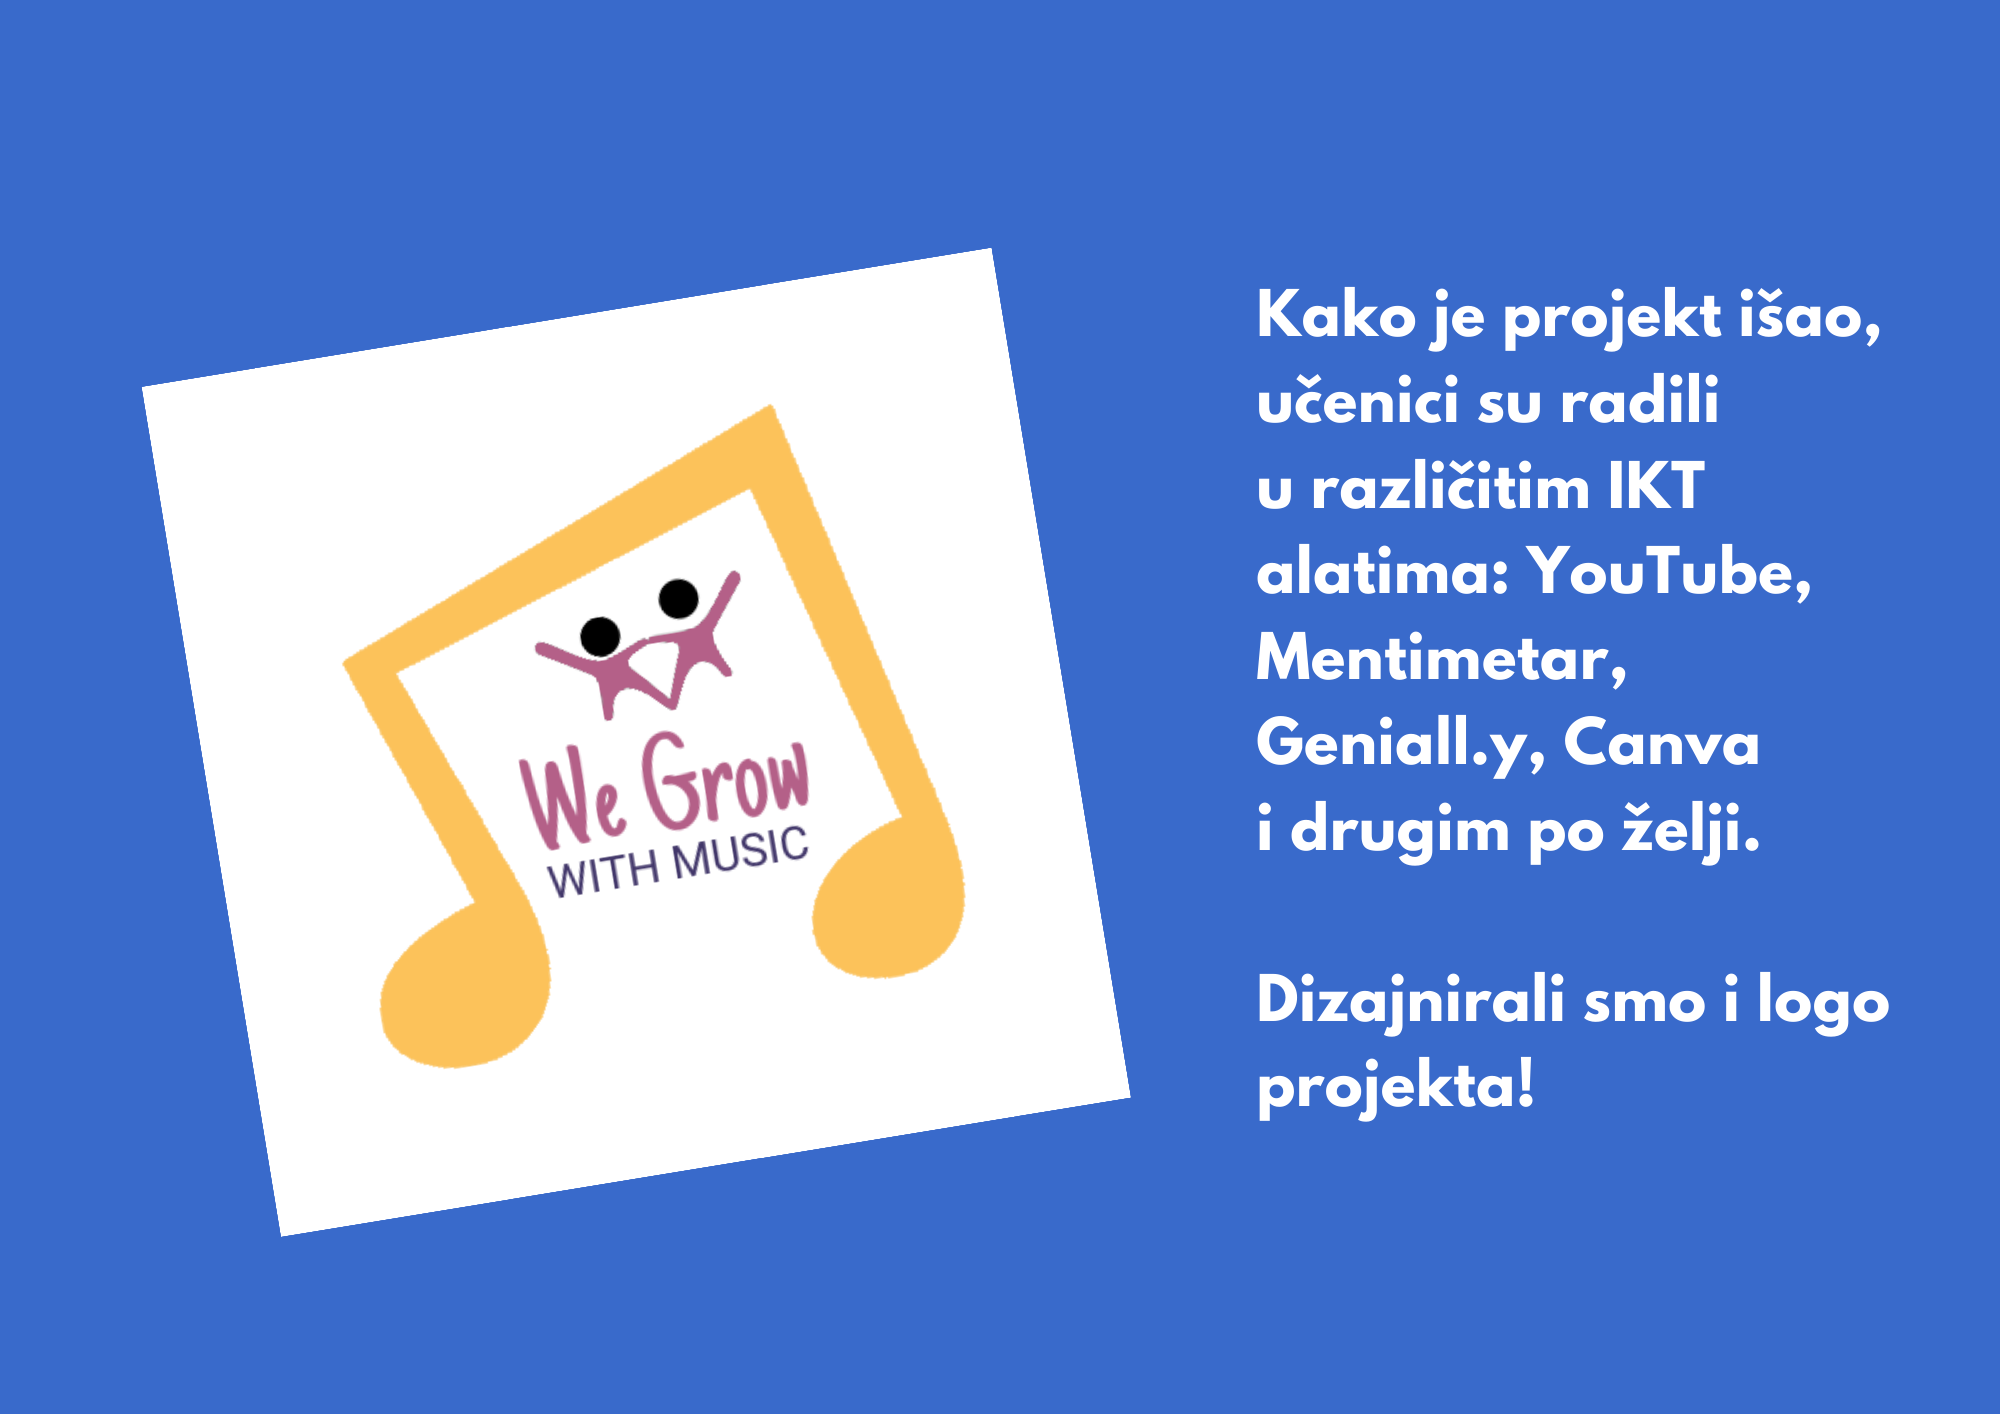 We Grow
WITH MUSIC
Kako je projekt išao,
učenici su radili
u različitim IKT
alatima: YouTube,
Mentimetar,
Geniall.y, Canva
i drugim po želji.
Dizajnirali smo i logo
projekta!